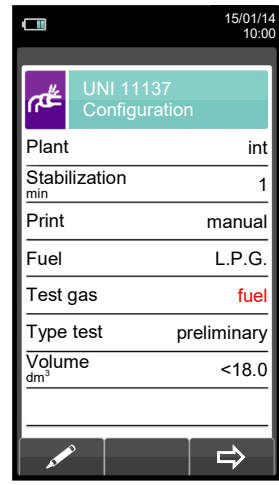 15/01/14
10:00
UNI 11137
Configuration
Plant int
Stabilization 1
min
Print manual
Fuel L.P.G.
Test gas fuel
Type test preliminary
Volume <18.0
dm³